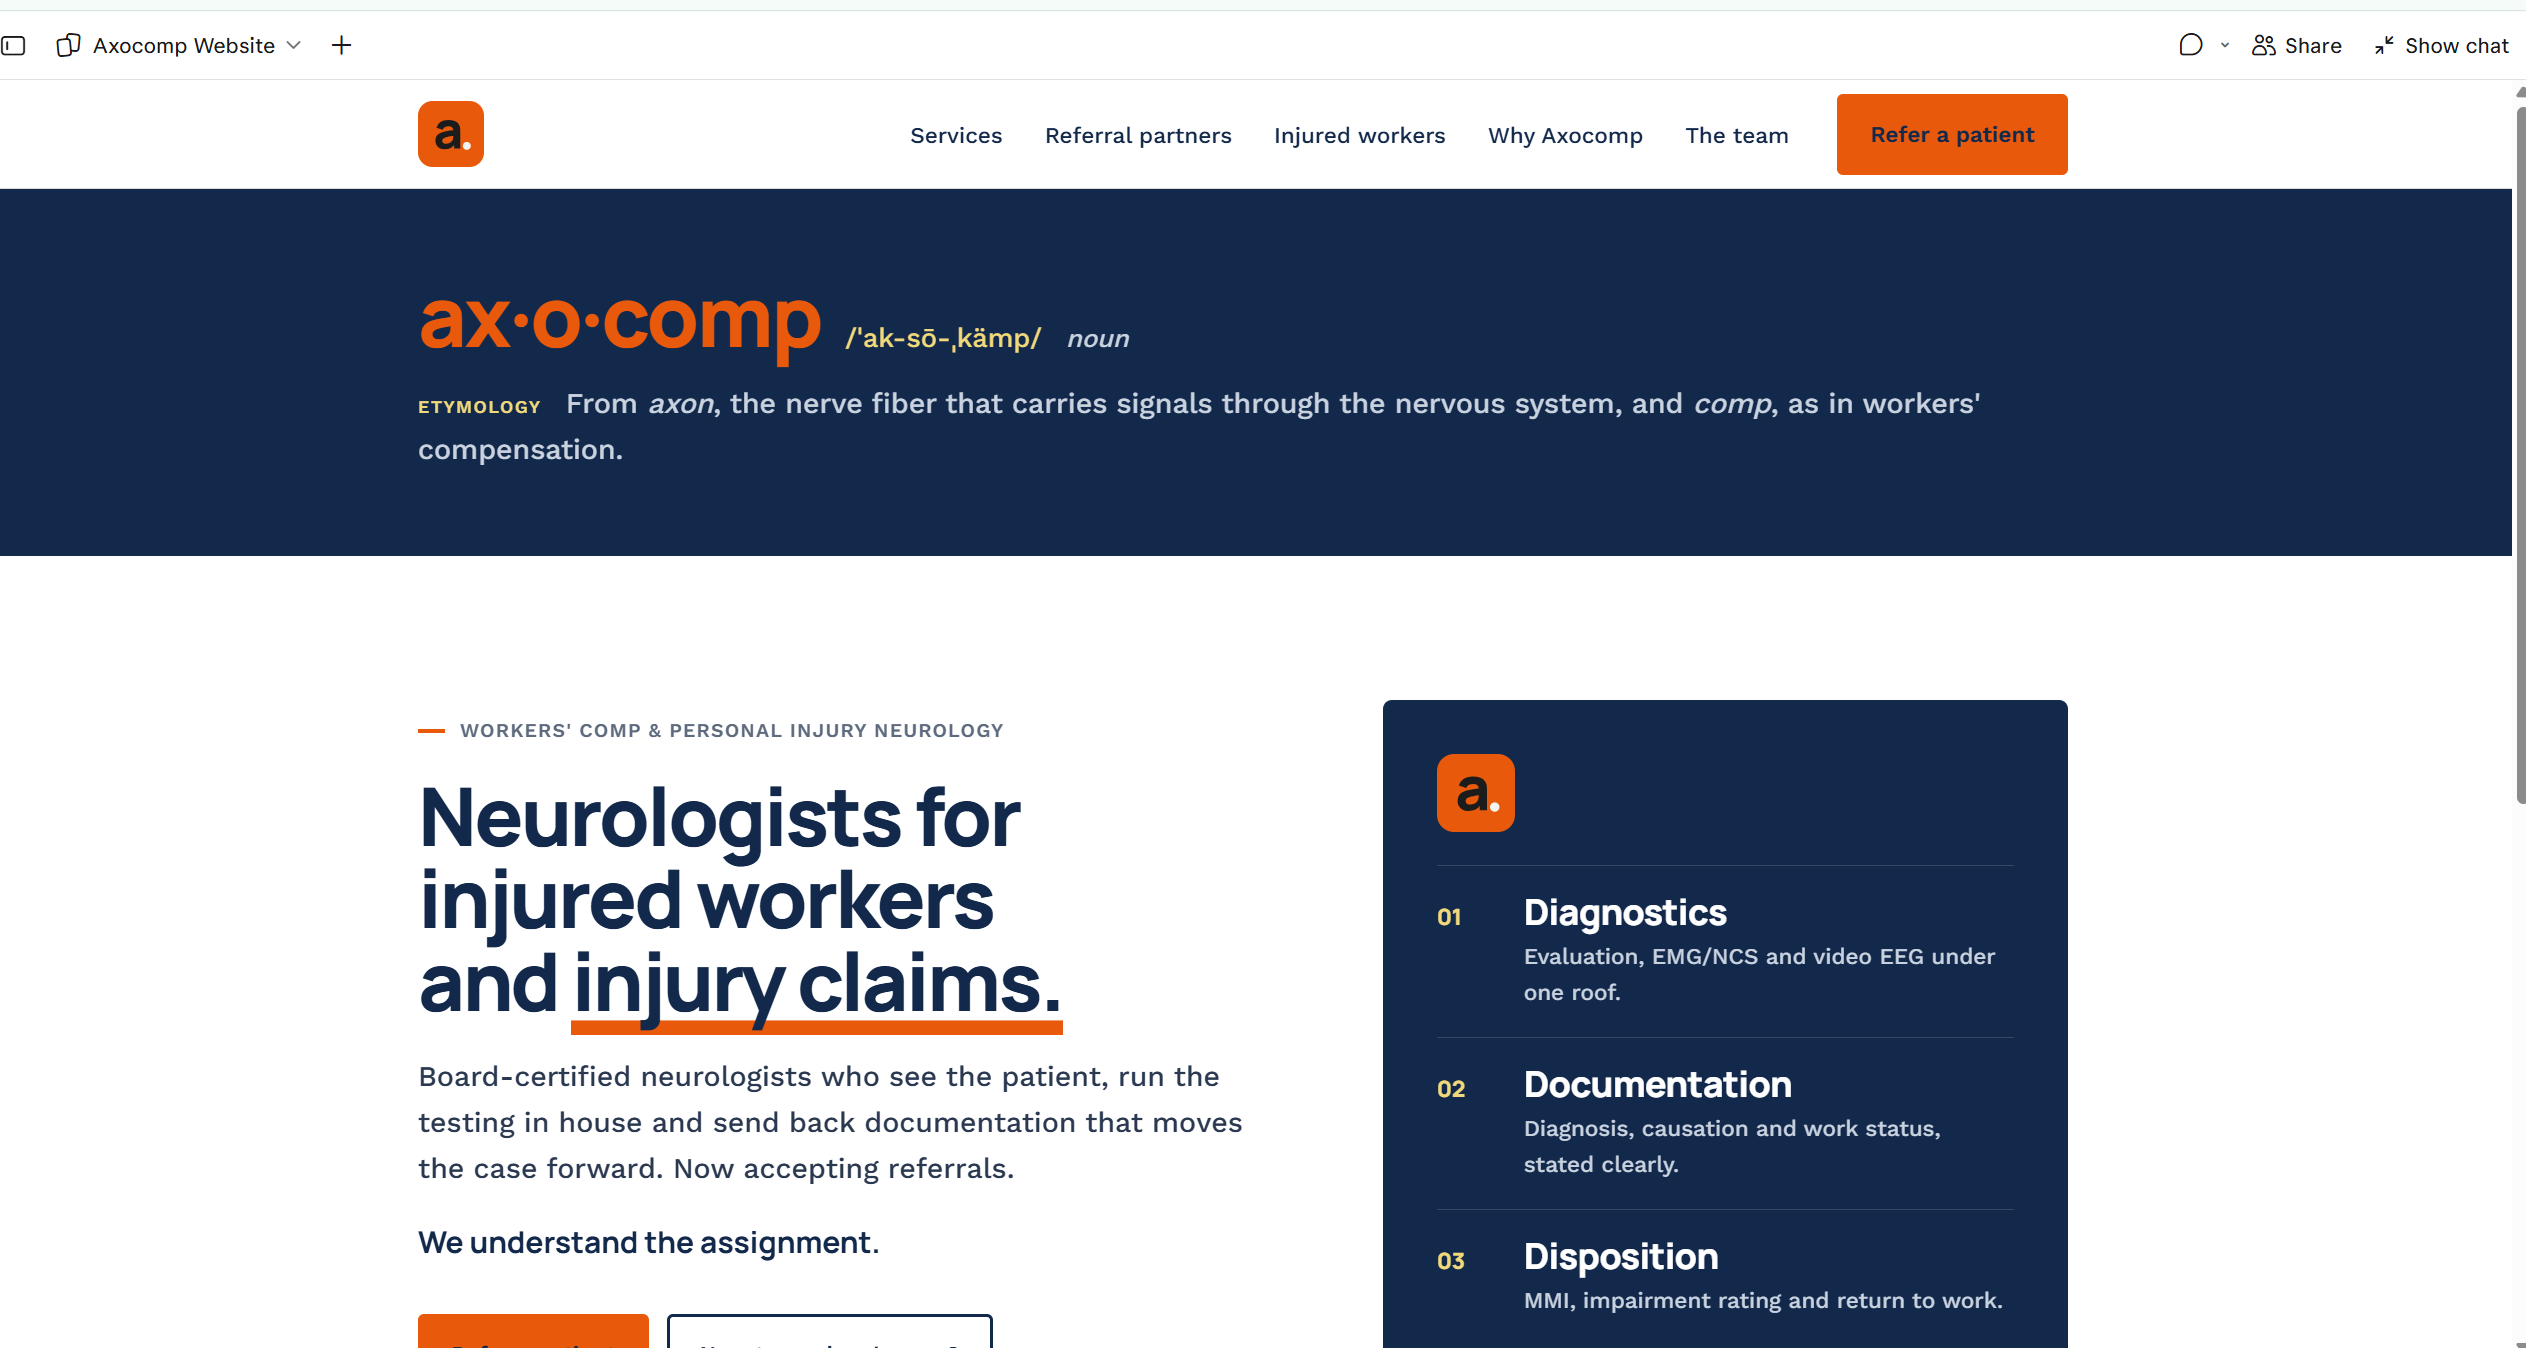 Axocomp Website
Share
Show chat
a.
Services
Referral partners
Injured workers
Why Axocomp
The team
Refer a patient
ax·o·comp /ˈak-sō-ˌkämp/ noun
ETYMOLOGY From axon, the nerve fiber that carries signals through the nervous system, and comp, as in workers'
compensation.
WORKERS' COMP & PERSONAL INJURY NEUROLOGY
Neurologists for
injured workers
and injury claims.
Board-certified neurologists who see the patient, run the
testing in house and send back documentation that moves
the case forward. Now accepting referrals.
We understand the assignment.
a.
01 Diagnostics
Evaluation, EMG/NCS and video EEG under
one roof.
02 Documentation
Diagnosis, causation and work status,
stated clearly.
03 Disposition
MMI, impairment rating and return to work.